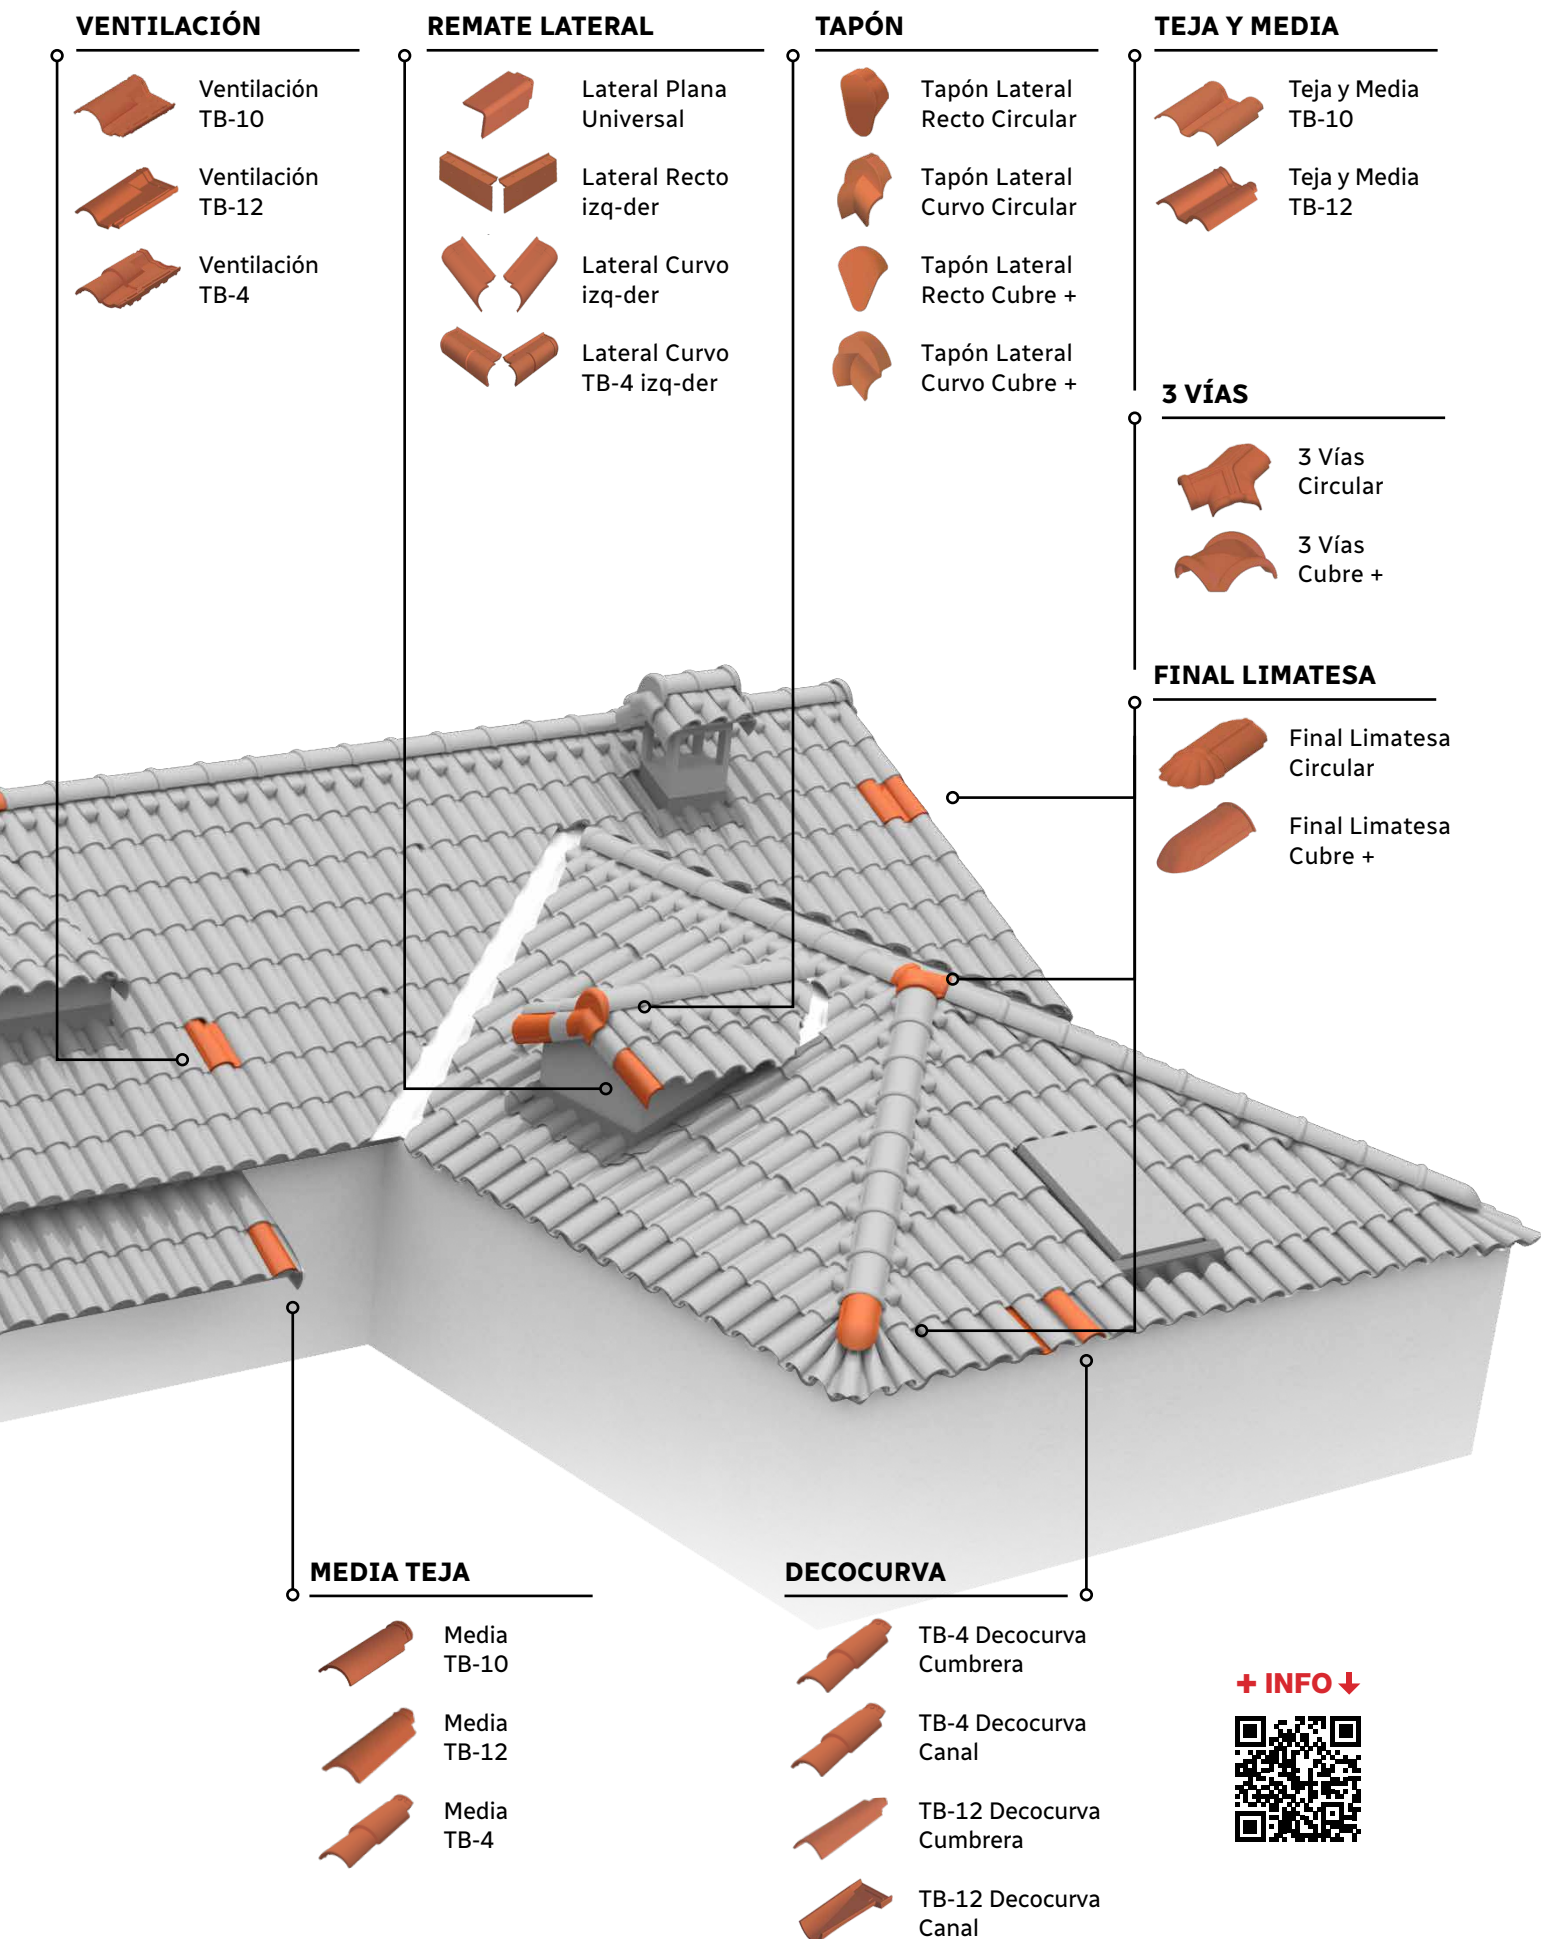 VENTILACIÓN
Ventilación
TB-10
Ventilación
TB-12
Ventilación
TB-4
REMATE LATERAL
Lateral Plana
Universal
Lateral Recto
izq-der
Lateral Curvo
izq-der
Lateral Curvo
TB-4 izq-der
TAPÓN
Tapón Lateral
Recto Circular
Tapón Lateral
Curvo Circular
Tapón Lateral
Recto Cubre +
Tapón Lateral
Curvo Cubre +
TEJA Y MEDIA
Teja y Media
TB-10
Teja y Media
TB-12
3 VÍAS
3 Vías
Circular
3 Vías
Cubre +
FINAL LIMATESA
Final Limatesa
Circular
Final Limatesa
Cubre +
MEDIA TEJA
Media
TB-10
Media
TB-12
Media
TB-4
DECOCURVA
TB-4 Decocurva
Cumbrera
TB-4 Decocurva
Canal
TB-12 Decocurva
Cumbrera
TB-12 Decocurva
Canal
+ INFO ↓